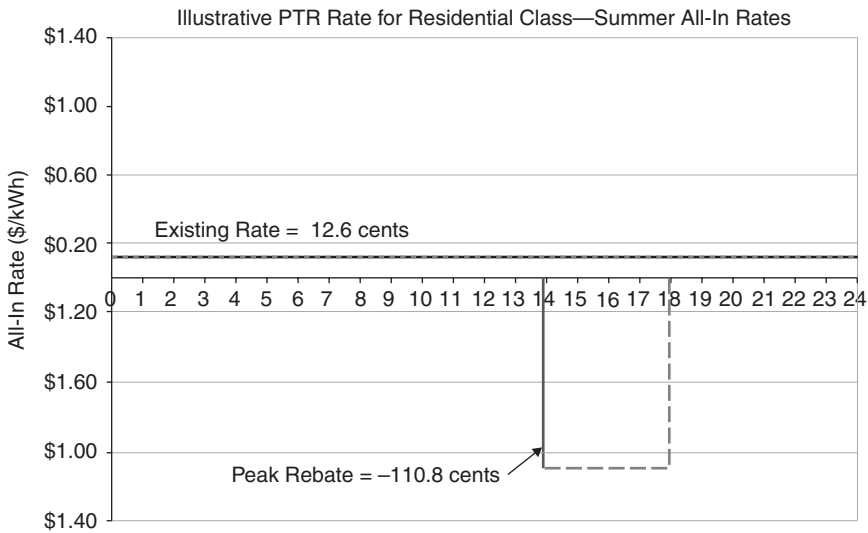 Illustrative PTR Rate for Residential Class—Summer All-In Rates
All-In Rate ($/kWh)
$1.40
$1.00
$0.60
$0.20
Existing Rate = 12.6 cents
0 1 2 3 4 5 6 7 8 9 10 11 12 13 14 15 16 17 18 19 20 21 22 23 24
$1.20
$1.60
$1.00
Peak Rebate = –110.8 cents
$1.40